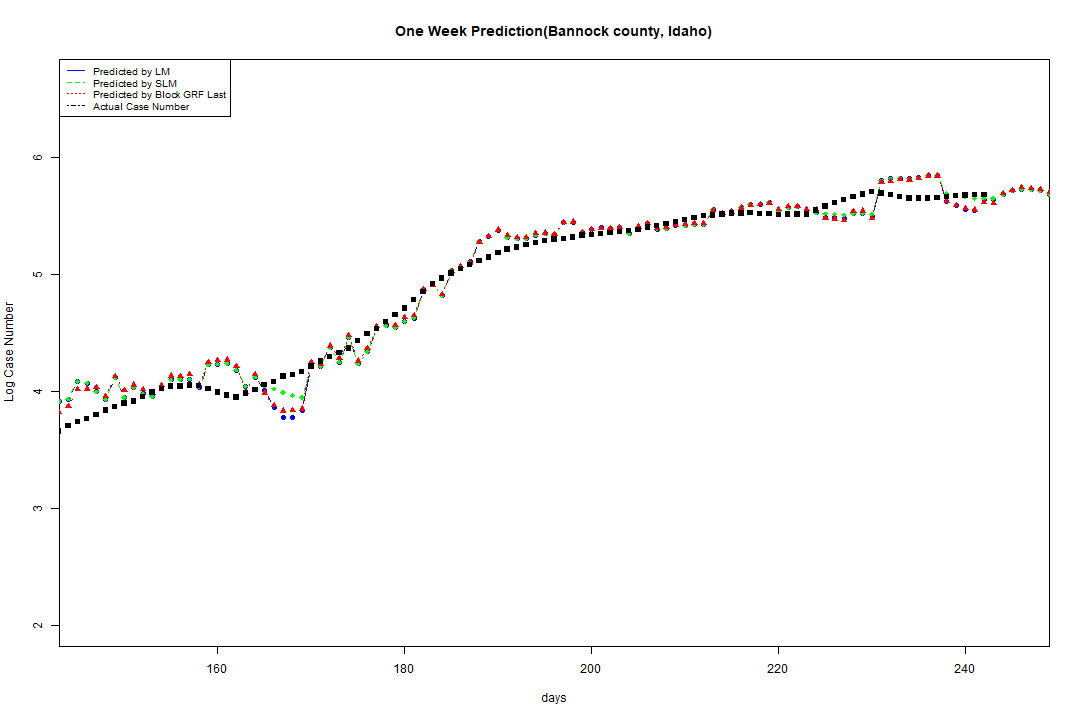 One Week Prediction(Bannock county, Idaho)
Predicted by LM
Predicted by SLM
Predicted by Block GRF Last
Actual Case Number
6
5
4
3
2
Log Case Number
160 180 200 220 240
days